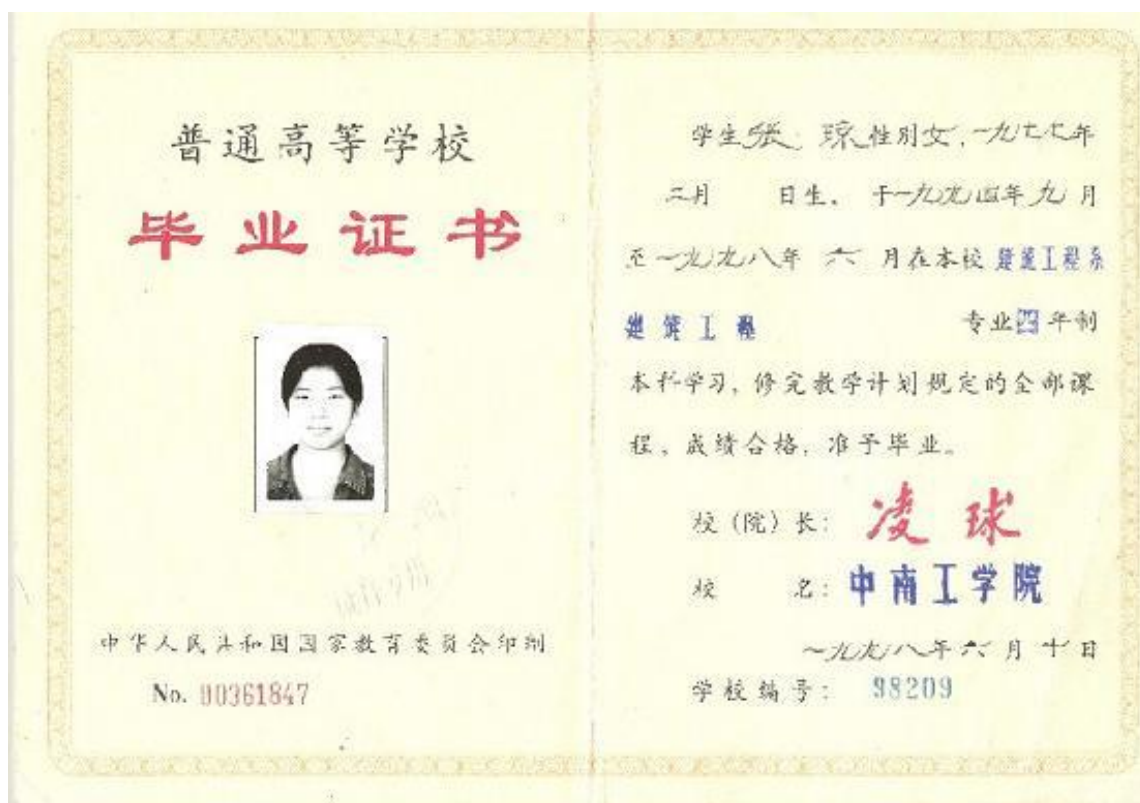 普通高等学校
毕业证书
中华人民共和国国家教育委员会印制
No. 00361847
学生张 琼性别女,一九七七年
二月 日生,于一九九四年九月
至一九九八年 六 月在本校 建筑工程系
建筑工程 专业四年制
本科学习,修完教学计划规定的全部课
程,成绩合格,准予毕业。
校(院)长: 凌球
校 名: 中南工学院
一九九八年六月十日
学校编号: 98209